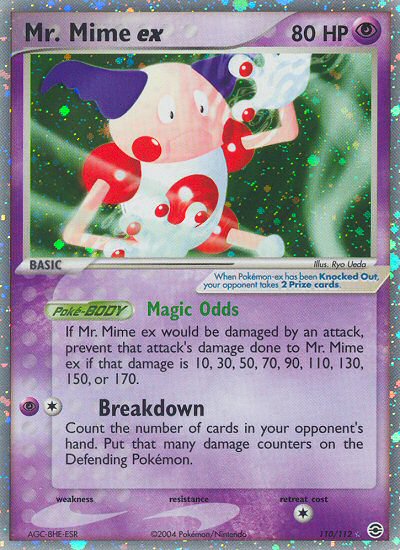 Mr. Mime ex 80 HP
BASIC
Illus. Ryo Ueda
When Pokémon-ex has been Knocked Out,
your opponent takes 2 Prize cards.
Poké-BODY Magic Odds
If Mr. Mime ex would be damaged by an attack,
prevent that attack's damage done to Mr. Mime
ex if that damage is 10, 30, 50, 70, 90, 110, 130,
150, or 170.
Breakdown
Count the number of cards in your opponent's
hand. Put that many damage counters on the
Defending Pokémon.
weakness resistance retreat cost
AGC-BHE-ESR ©2004 Pokémon/Nintendo 110/112